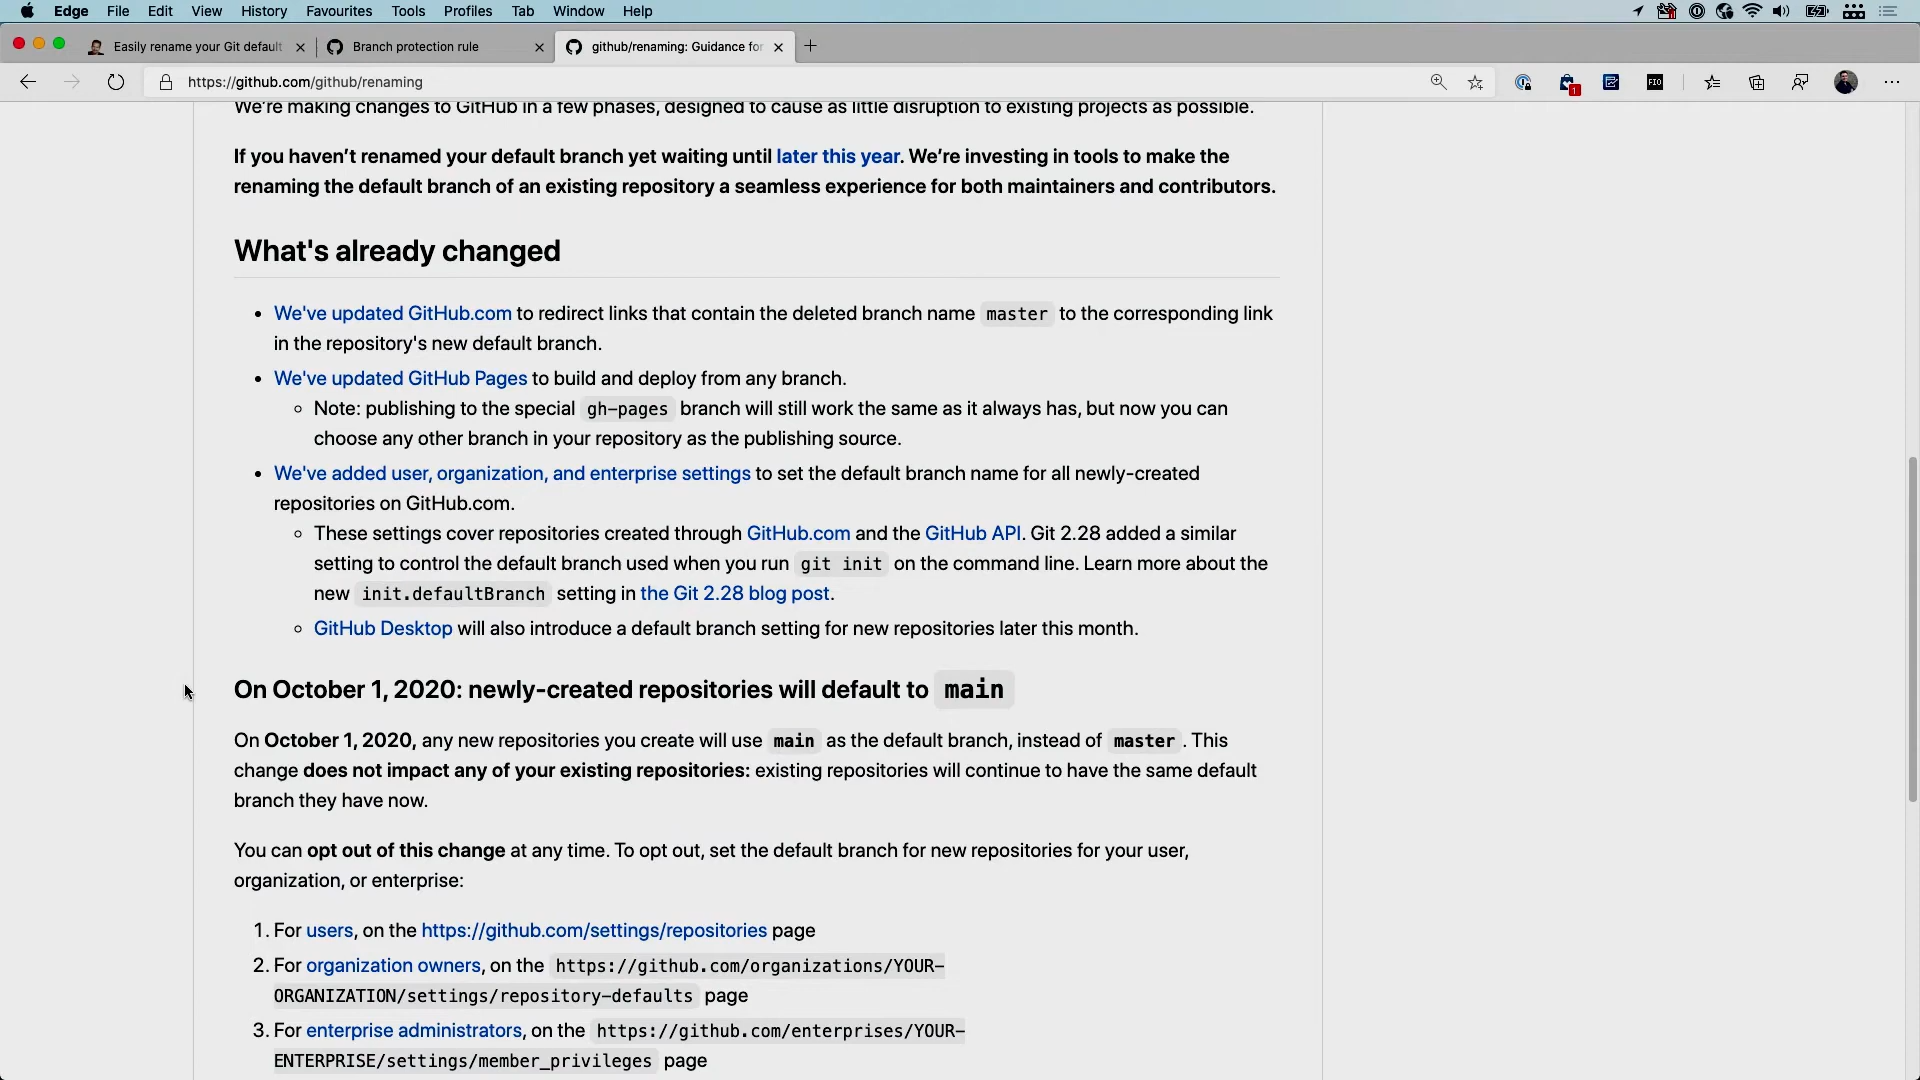 Edge File Edit View History Favourites Tools Profiles Tab Window Help
Easily rename your Git default
Branch protection rule
github/renaming: Guidance for
https://github.com/github/renaming
FIO
1
We're making changes to GitHub in a few phases, designed to cause as little disruption to existing projects as possible.
If you haven't renamed your default branch yet waiting until later this year. We're investing in tools to make the
renaming the default branch of an existing repository a seamless experience for both maintainers and contributors.
What's already changed
• We've updated GitHub.com to redirect links that contain the deleted branch name master to the corresponding link
in the repository's new default branch.
• We've updated GitHub Pages to build and deploy from any branch.
◦ Note: publishing to the special gh-pages branch will still work the same as it always has, but now you can
choose any other branch in your repository as the publishing source.
• We've added user, organization, and enterprise settings to set the default branch name for all newly-created
repositories on GitHub.com.
◦ These settings cover repositories created through GitHub.com and the GitHub API. Git 2.28 added a similar
setting to control the default branch used when you run git init on the command line. Learn more about the
new init.defaultBranch setting in the Git 2.28 blog post.
◦ GitHub Desktop will also introduce a default branch setting for new repositories later this month.
On October 1, 2020: newly-created repositories will default to main
On October 1, 2020, any new repositories you create will use main as the default branch, instead of master. This
change does not impact any of your existing repositories: existing repositories will continue to have the same default
branch they have now.
You can opt out of this change at any time. To opt out, set the default branch for new repositories for your user,
organization, or enterprise:
1. For users, on the https://github.com/settings/repositories page
2. For organization owners, on the https://github.com/organizations/YOUR-
ORGANIZATION/settings/repository-defaults page
3. For enterprise administrators, on the https://github.com/enterprises/YOUR-
ENTERPRISE/settings/member_privileges page